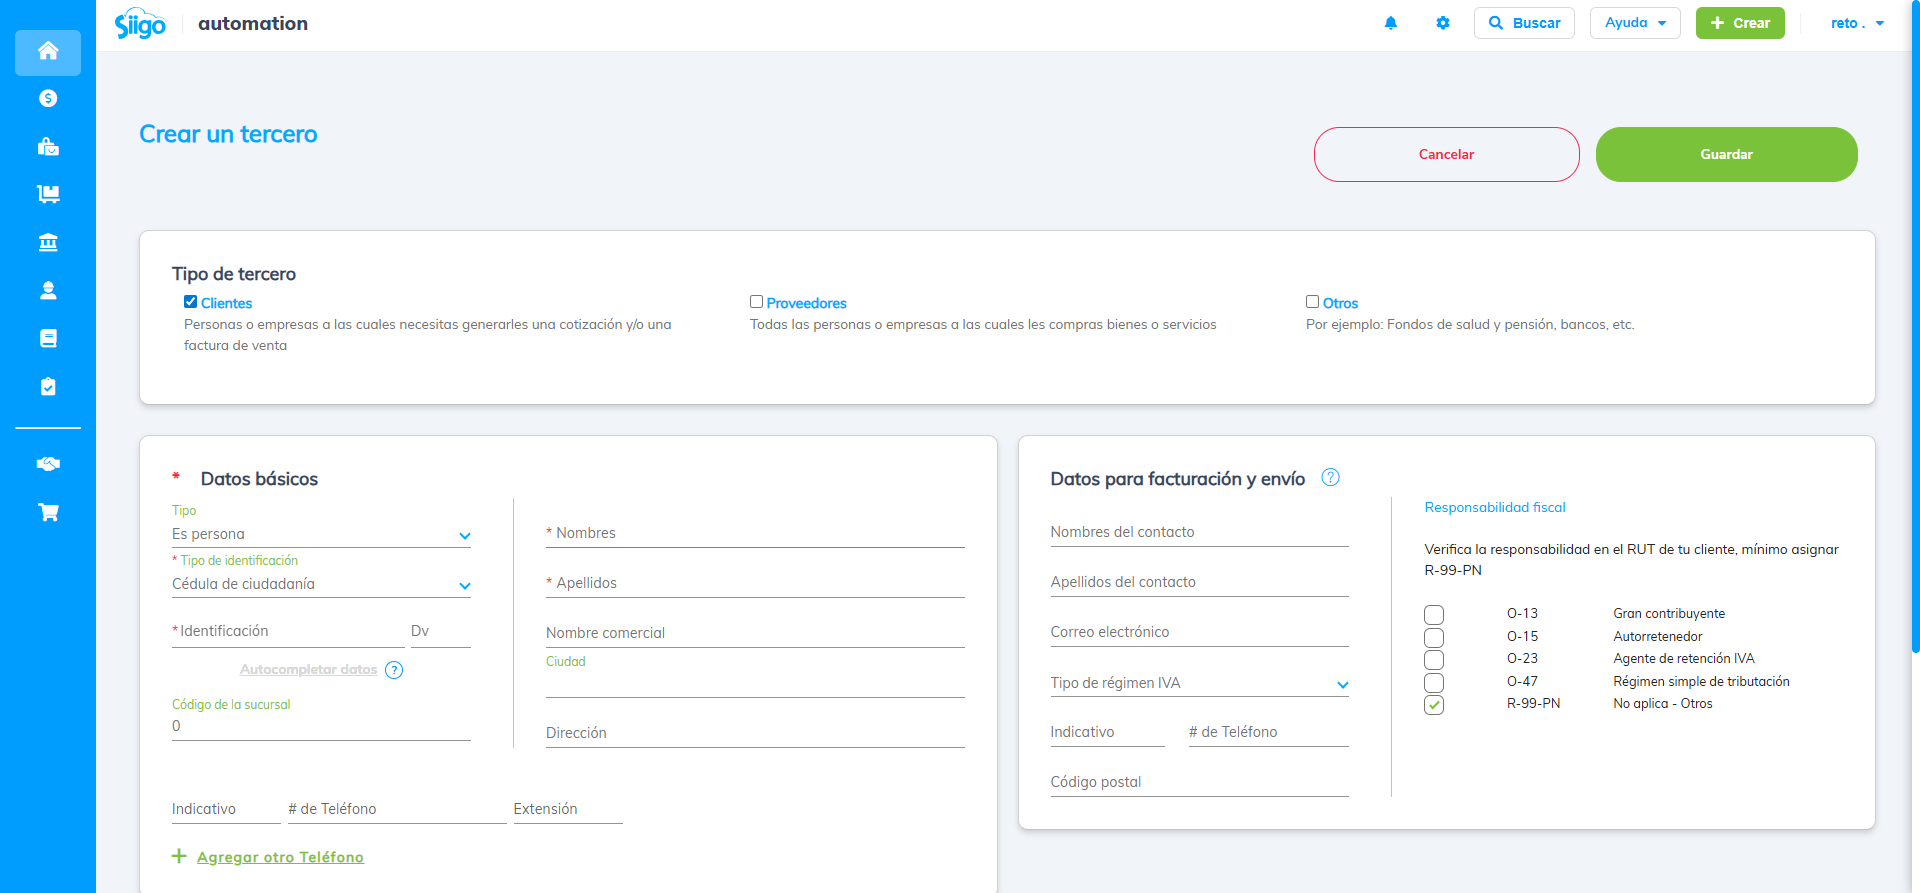 Siigo automation Buscar Ayuda Crear reto .
Crear un tercero
Cancelar Guardar
Tipo de tercero
Clientes
Personas o empresas a las cuales necesitas generarles una cotización y/o una
factura de venta
Proveedores
Todas las personas o empresas a las cuales les compras bienes o servicios
Otros
Por ejemplo: Fondos de salud y pensión, bancos, etc.
* Datos básicos
Tipo
Es persona
* Tipo de identificación
Cédula de ciudadanía
* Identificación Dv
Autocompletar datos ?
Código de la sucursal
0
* Nombres
* Apellidos
Nombre comercial
Ciudad
Dirección
Indicativo # de Teléfono Extensión
+ Agregar otro Teléfono
Datos para facturación y envío ?
Nombres del contacto
Apellidos del contacto
Correo electrónico
Tipo de régimen IVA
Indicativo # de Teléfono
Código postal
Responsabilidad fiscal
Verifica la responsabilidad en el RUT de tu cliente, mínimo asignar
R-99-PN
O-13 Gran contribuyente
O-15 Autorretenedor
O-23 Agente de retención IVA
O-47 Régimen simple de tributación
R-99-PN No aplica - Otros